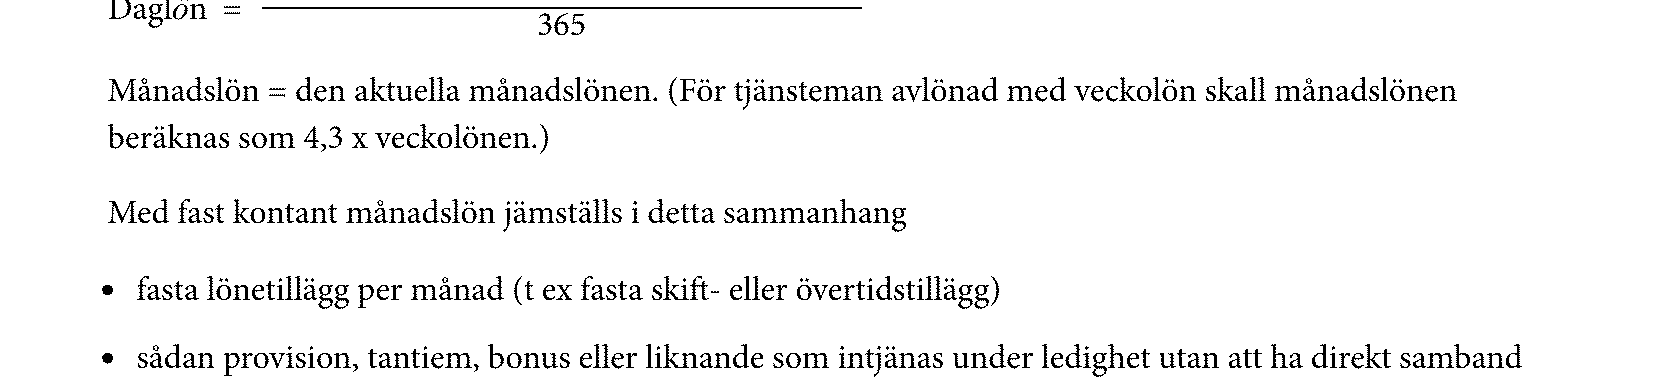 Daglön =
365
Månadslön = den aktuella månadslönen. (För tjänsteman avlönad med veckolön skall månadslönen
beräknas som 4,3 x veckolönen.)
Med fast kontant månadslön jämställs i detta sammanhang
• fasta lönetillägg per månad (t ex fasta skift- eller övertidstillägg)
• sådan provision, tantiem, bonus eller liknande som intjänas under ledighet utan att ha direkt samband